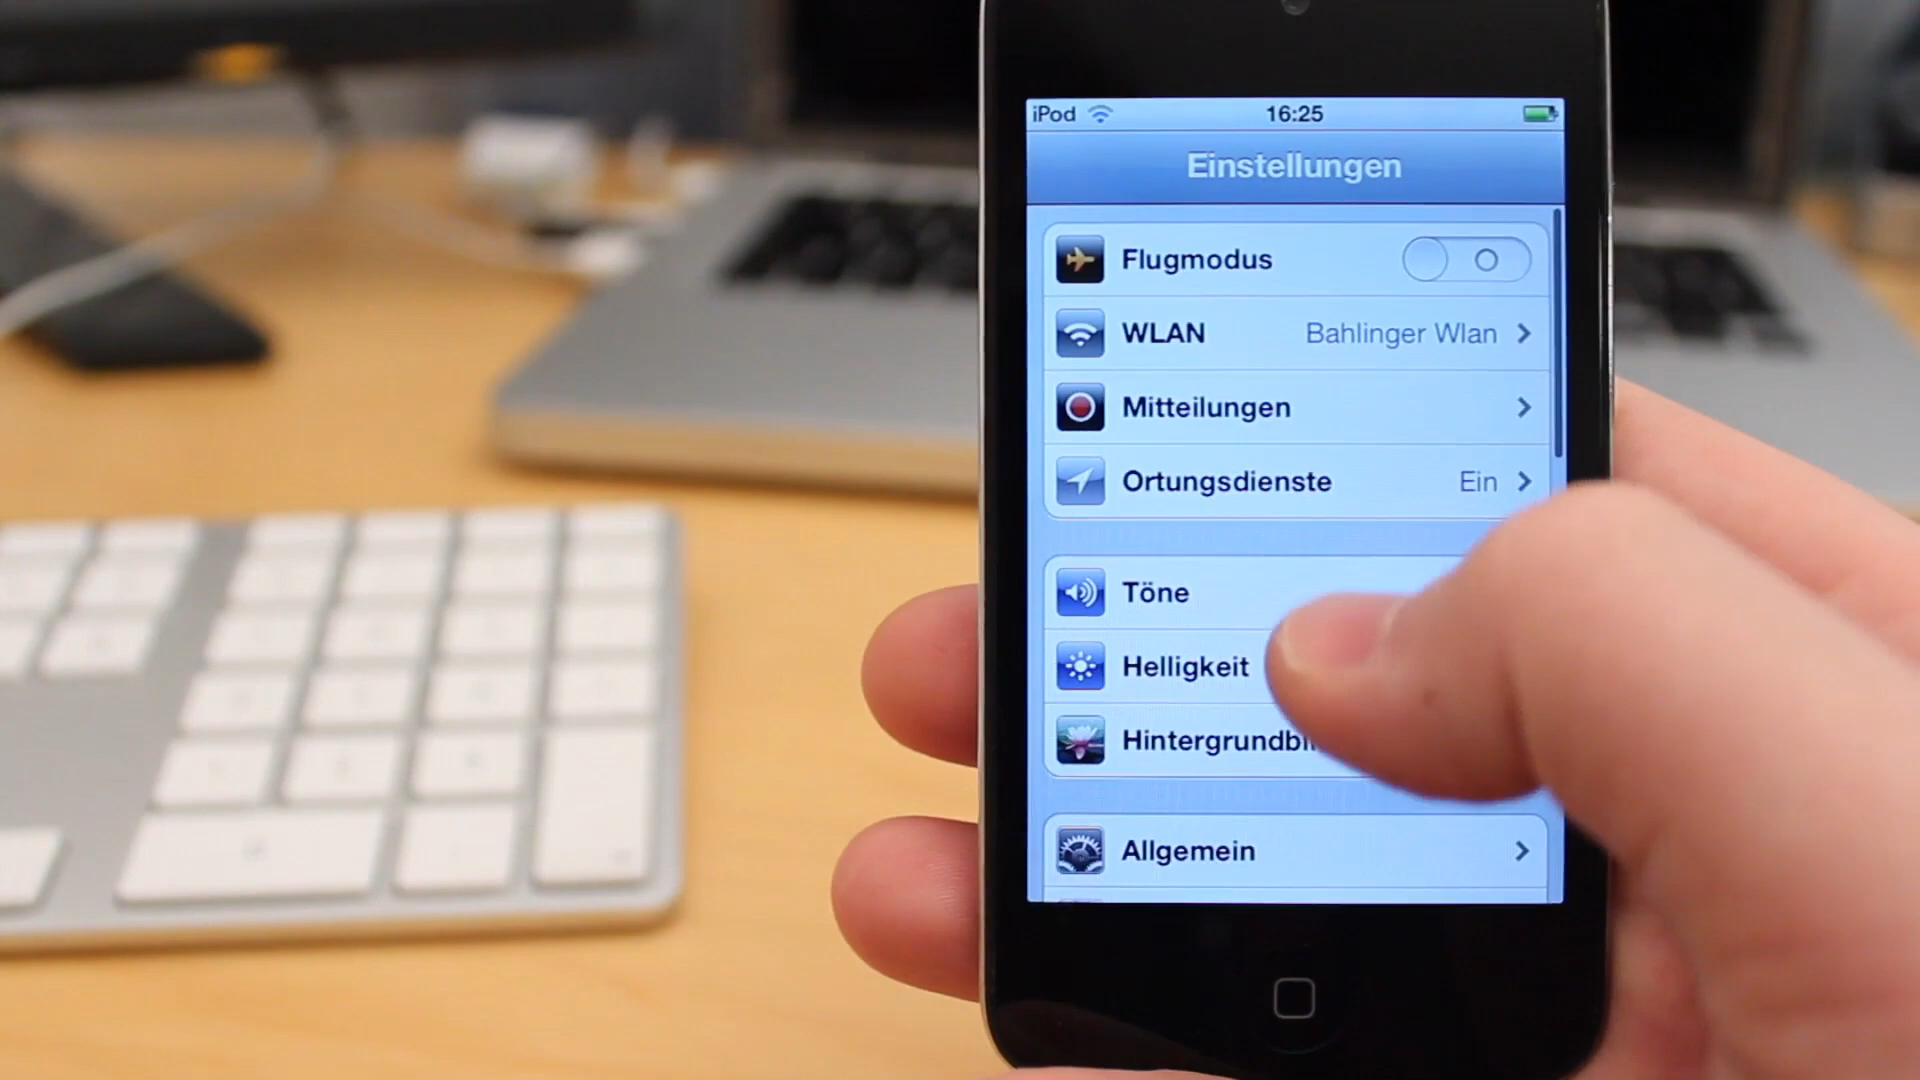 iPod 16:25
Einstellungen
Flugmodus
WLAN Bahlinger Wlan
Mitteilungen
Ortungsdienste Ein
Töne
Helligkeit
Allgemein